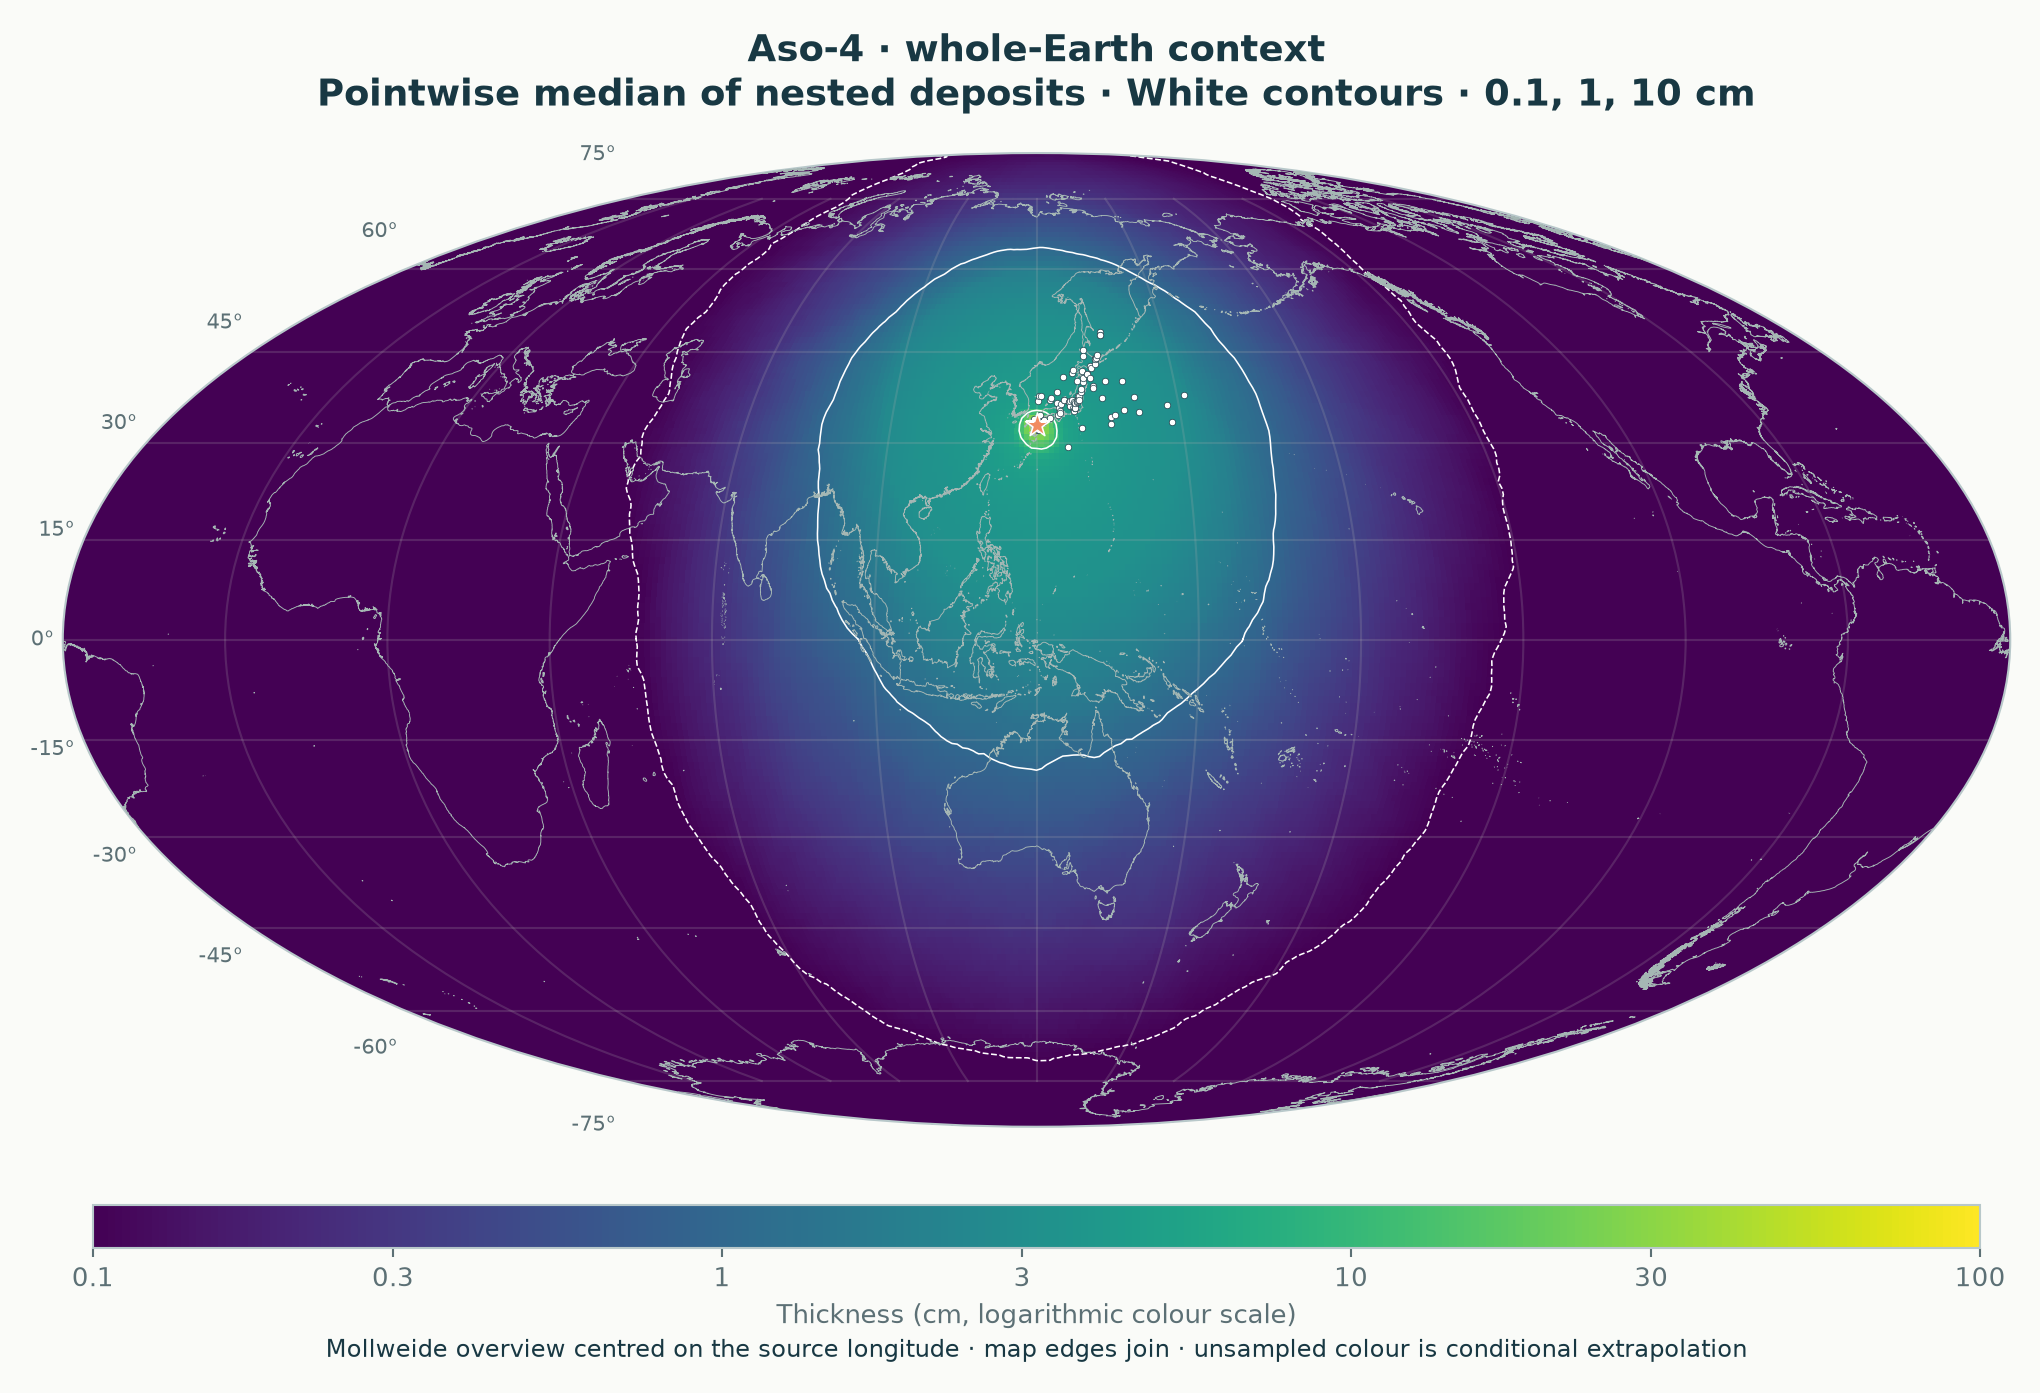 Aso-4 · whole-Earth context
Pointwise median of nested deposits · White contours · 0.1, 1, 10 cm
75°
60°
45°
30°
15°
0°
-15°
-30°
-45°
-60°
-75°
0.1 0.3 1 3 10 30 100
Thickness (cm, logarithmic colour scale)
Mollweide overview centred on the source longitude · map edges join · unsampled colour is conditional extrapolation